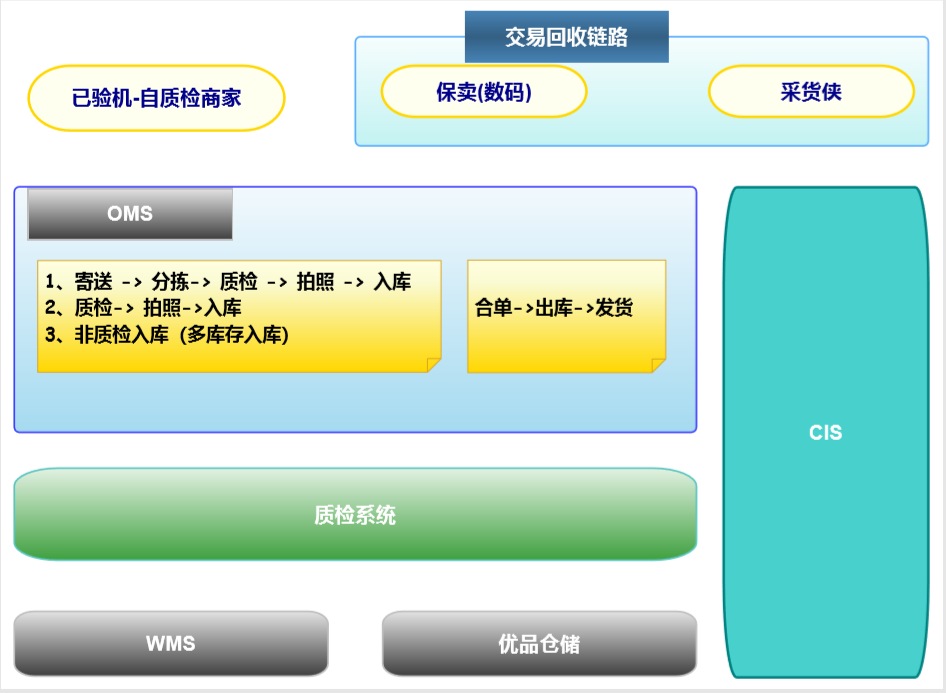 交易回收链路
已验机-自质检商家
保卖(数码)
采货侠
OMS
1、寄送 -> 分拣-> 质检 -> 拍照 -> 入库
2、质检-> 拍照->入库
3、非质检入库 (多库存入库)
合单->出库->发货
CIS
质检系统
WMS
优品仓储